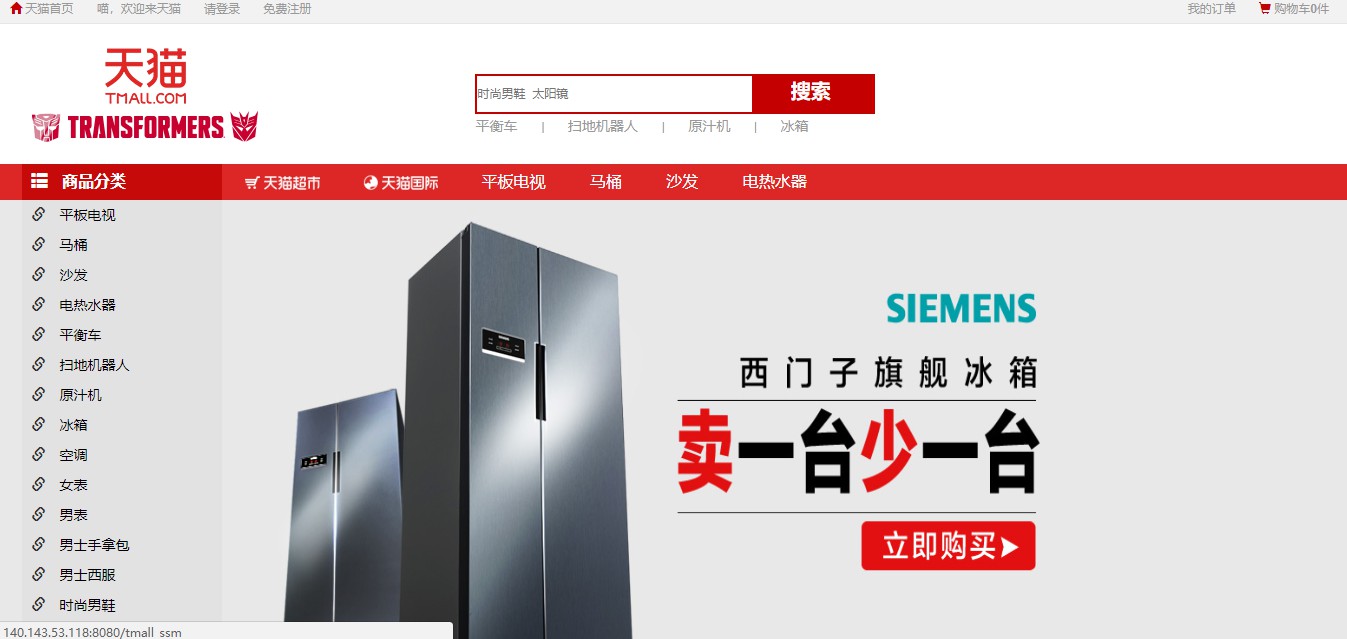 天猫首页 喵，欢迎来天猫 请登录 免费注册 我的订单 购物车0件
天猫
TMALL.COM
TRANSFORMERS
时尚男鞋 太阳镜 搜索
平衡车 | 扫地机器人 | 原汁机 | 冰箱
商品分类 天猫超市 天猫国际 平板电视 马桶 沙发 电热水器
平板电视
马桶
沙发
电热水器
平衡车
扫地机器人
原汁机
冰箱
空调
女表
男表
男士手拿包
男士西服
时尚男鞋
SIEMENS
西门子旗舰冰箱
卖一台少一台
立即购买
140.143.53.118:8080/tmall_ssm